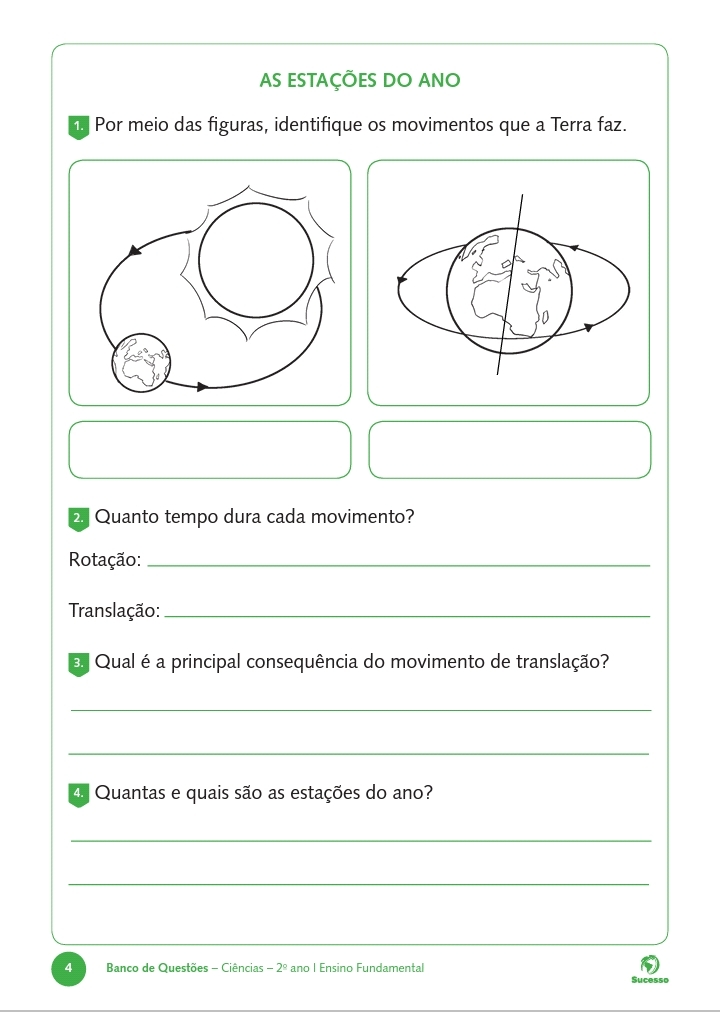 AS ESTAÇÕES DO ANO
1. Por meio das figuras, identifique os movimentos que a Terra faz.
2. Quanto tempo dura cada movimento?
Rotação:
Translação:
3. Qual é a principal consequência do movimento de translação?
4. Quantas e quais são as estações do ano?
4 Banco de Questões – Ciências – 2º ano | Ensino Fundamental
Sucesso